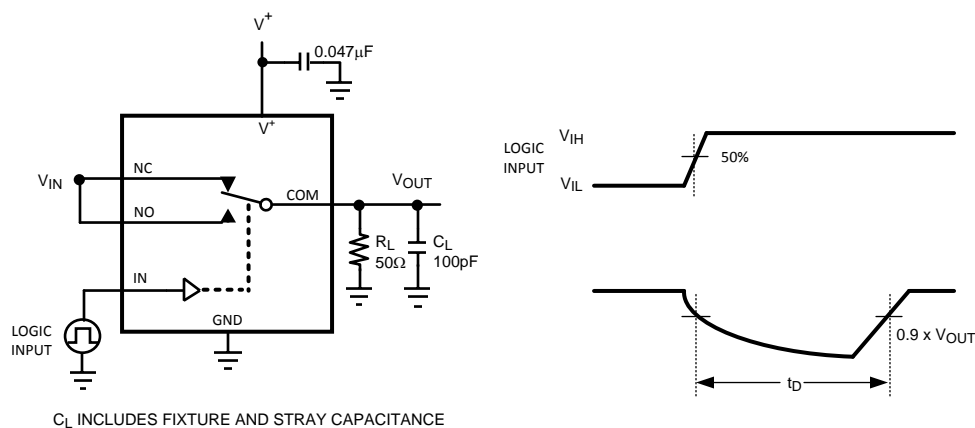 V+
0.047μF
V+
VIN
NC
NO
COM
VOUT
RL
50Ω
CL
100pF
IN
GND
LOGIC
INPUT
CL INCLUDES FIXTURE AND STRAY CAPACITANCE
LOGIC
INPUT
VIH
VIL
50%
0.9 x VOUT
tD